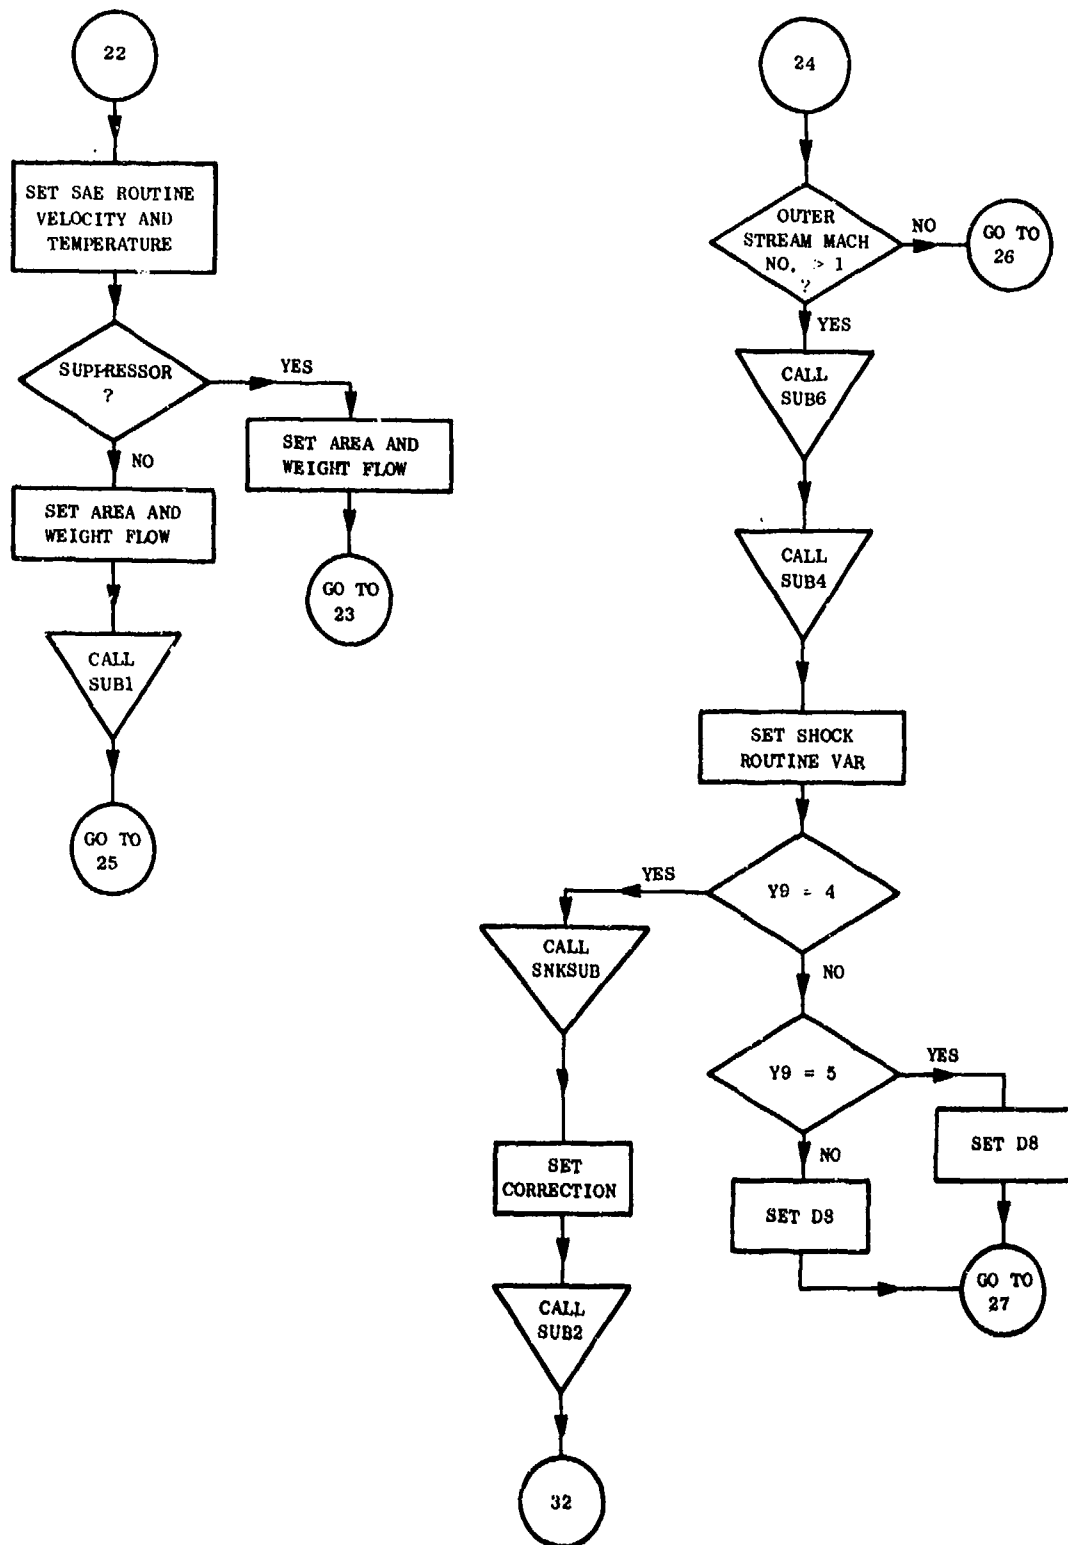 22
SET SAE ROUTINE
VELOCITY AND
TEMPERATURE
SUPPRESSOR
?
YES
SET AREA AND
WEIGHT FLOW
GO TO
23
NO
SET AREA AND
WEIGHT FLOW
CALL
SUB1
GO TO
25
24
OUTER
STREAM MACH
NO. > 1
?
NO
GO TO
26
YES
CALL
SUB6
CALL
SUB4
SET SHOCK
ROUTINE VAR
Y9 = 4
YES
CALL
SNKSUB
SET
CORRECTION
CALL
SUB2
32
NO
Y9 = 5
YES
SET D8
NO
SET D8
GO TO
27